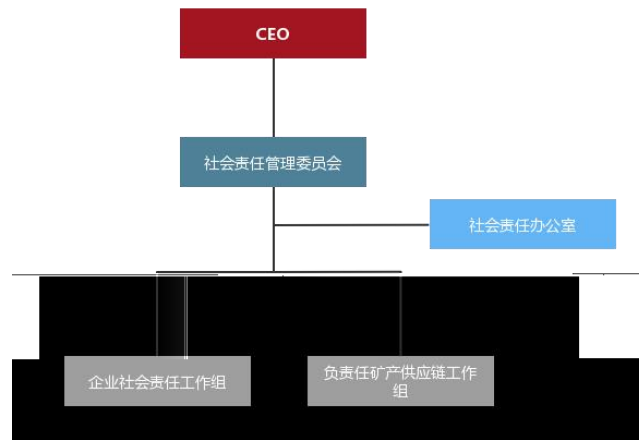 CEO
社会责任管理委员会
社会责任办公室
企业社会责任工作组
负责任矿产供应链工作
组